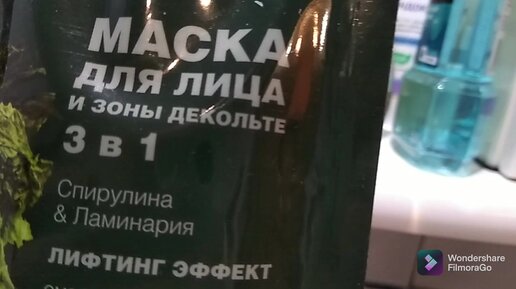 МАСКА
ДЛЯ ЛИЦА
И ЗОНЫ ДЕКОЛЬТЕ
3 в 1
Спирулина
& Ламинария
ЛИФТИНГ ЭФФЕКТ
Wondershare
FilmoraGo